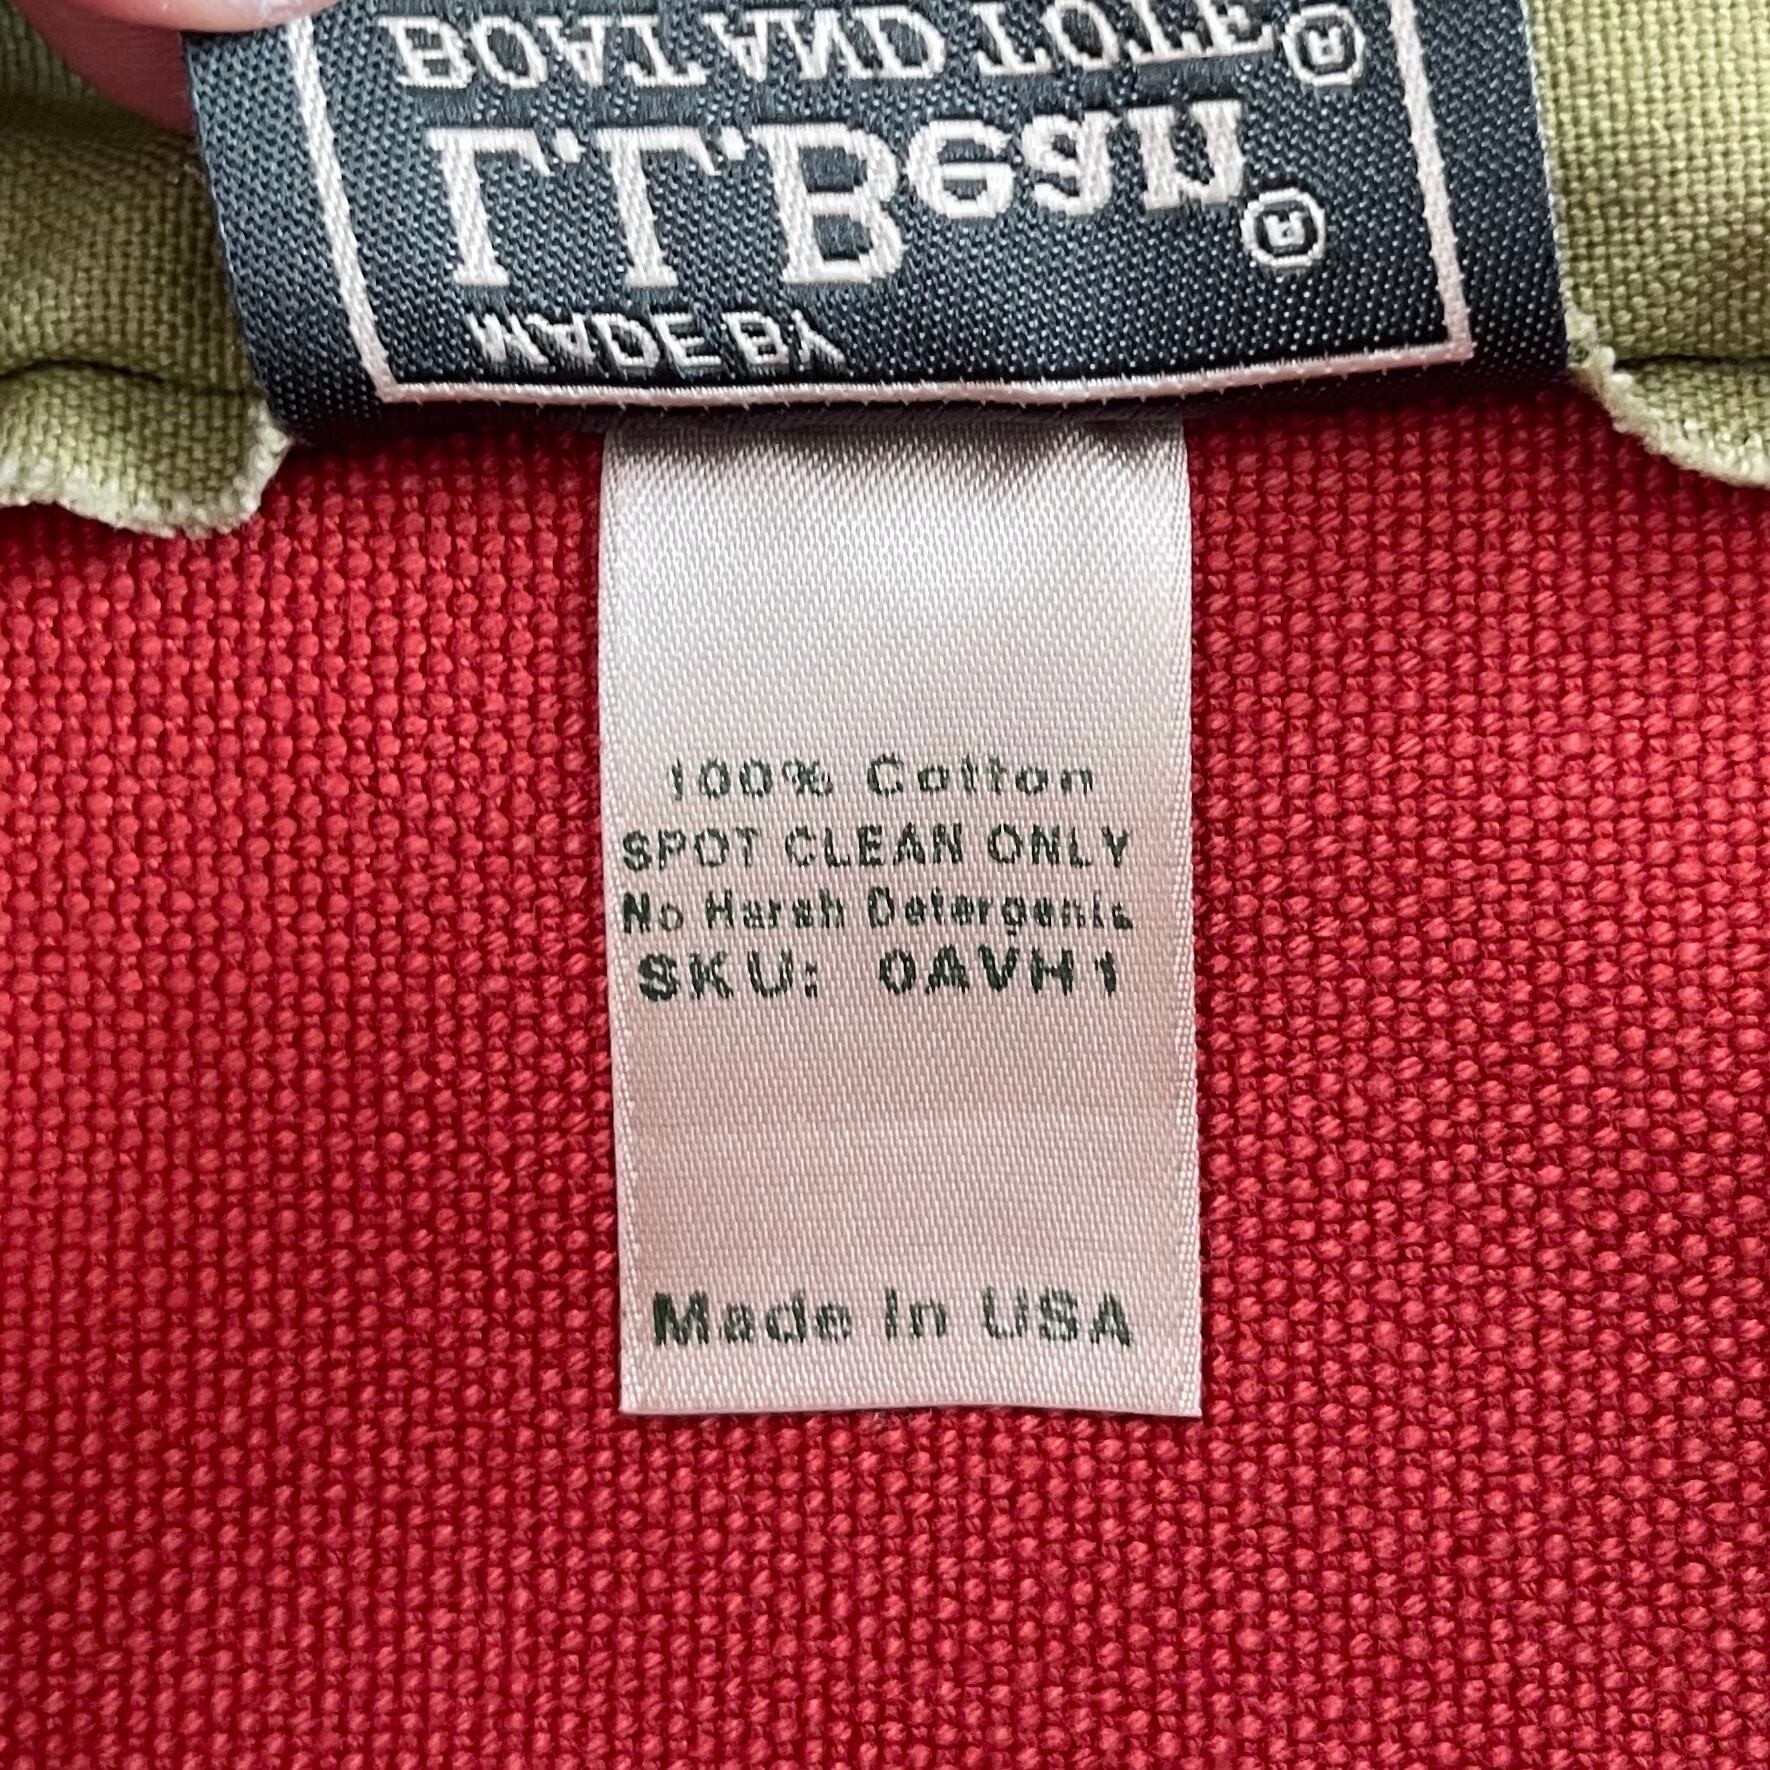 MADE BY
L.L.Bean®
BOAT AND TOTE®
100% Cotton
SPOT CLEAN ONLY
No Harsh Detergents
SKU: 0AVH1
Made In USA